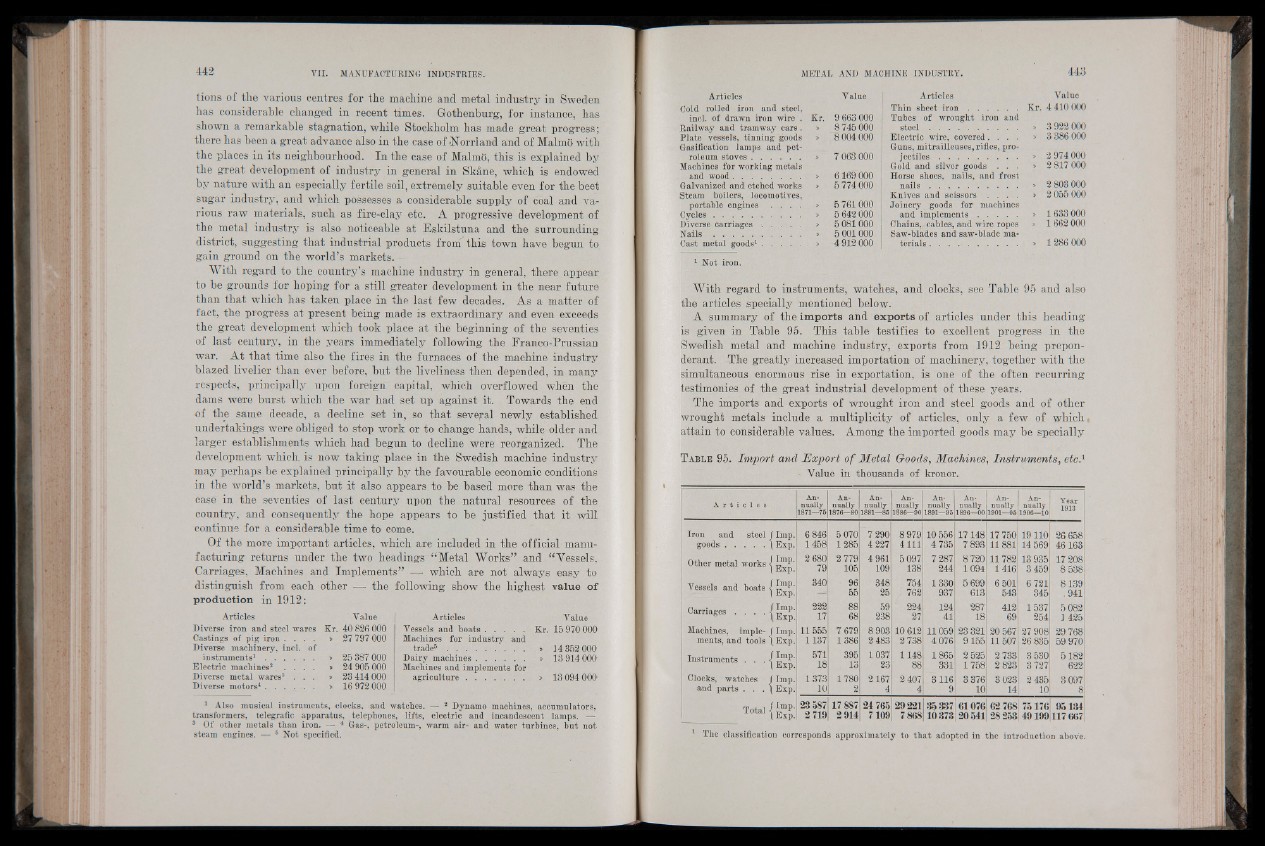 442 VII. MANUFACTURING INDUSTRIES.
tions of the various centres for the machine and metal industry in Sweden
has considerable changed in recent times. Gothenburg, for instance, has
shown a remarkable stagnation, while Stockholm has made great progress;
there has been a great advance also in the case of Norrland and of Malmö with
the places in its neighbourhood. In the case of Malmö, this is explained by
the great development of industry in general in Skåne, which is endowed
by nature with an especially fertile soil, extremely suitable even for the beet
sugar industry, and which possesses a considerable supply of coal and va-
rious raw materials, such as fire-clay etc. A progressive development of
the metal industry is also noticeable at Eskilstuna and the surrounding
district, suggesting that industrial products from this town have begun to
gain ground on the world's markets.
With regard to the country's machine industry in general, there appear
to be grounds for hoping for a still greater development in the near future
than that which has taken place in the last few decades. As a matter of
fact, the progress at present being made is extraordinary and even exceeds
the great development which took place at the beginning of the seventies
of last century, in the years immediately following the Franco-Prussian
war. At that time also the fires in the furnaces of the machine industry
blazed livelier than ever before, but the liveliness then depended, in many
respects, principally upon foreign capital, which overflowed when the
dams were burst which the war had set up against it. Towards the end
of the same decade, a decline set in, so that several newly established
undertakings were obliged to stop work or to change hands, while older and
larger establishments which had begun to decline were reorganized. The
development which is now taking place in the Swedish machine industry
may perhaps be explained principally by the favourable economic conditions
in the world's markets, but it also appears to be based more than was the
case in the seventies of last century upon the natural resources of the
country, and consequently the hope appears to be justified that it will
continue for a considerable time to come.
Of the more important articles, which are included in the official manu-
facturing returns under the two headings “Metal Works” and “Vessels,
Carriages, Machines and Implements” — which are not always easy to
distinguish from each other — the following show the highest value of
production in 1912:
Articles Value
Diverse iron and steel wares Kr. 40 826 000
Castings of pig iron . . . . » 27 797 000
Diverse machinery, incl. of
instruments¹ . . . . . . » 25 387 000
Electric machines² . . . » 24 905 000
Diverse metal wares³ . . . » 23 414 000
Diverse motors⁴ . . . . . » 16 972 000
Articles Value
Vessels and boats . . . . . Kr. 15 970 000
Machines for industry and
trade⁵ . . . . . . . . » 14 352 000
Dairy machines . . . . . . » 13 914 000
Machines and implements for
agriculture . . . . . . . » 13 094 000
¹ Also musical instruments, clocks, and watches. — ² Dynamo machines, accumulators,
transformers, telegrafic apparatus, telephones, lifts, electric and incandescent lamps. —
³ Of other metals than iron. — ⁴ Gas-, petroleum-, warm air- and water turbines, but not
steam engines. — ⁵ Not specified.
METAL AND MACHINE INDUSTRY. 443
Articles Value
Cold rolled iron and steel,
incl. of drawn iron wire . Kr. 9 663 000
Railway and tramway cars . » 8 745 000
Plate vessels, tinning goods » 8 004 000
Gasification lamps and pet-
roleum stoves . . . . . . » 7 063 000
Machines for working metals
and wood . . . . . . . . » 6 169 000
Galvanized and etched works » 5 774 000
Steam boilers, locomotives,
portable engines . . . . » 5 761 000
Cycles . . . . . . . . . » 5 642 000
Diverse carriages . . . . . » 5 081 000
Nails . . . . . . . . . » 5 001 000
Cast metal goods¹ . . . . . » 4 912 000
Articles Value
Thin sheet iron . . . . . . Kr. 4 410 000
Tubes of wrought iron and
steel . . . . . . . . . . » 3 922 000
Electric wire, covered . . . . » 3 386 000
Guns, mitrailleuses, rifles, pro-
jectiles . . . . . . . . . » 2 974 000
Gold and silver goods . . . » 2 817 000
Horse shoes, nails, and frost
nails . . . . . . . . . . » 2 803 000
Knives and scissors . . . . » 2 055 000
Joinery goods for machines
and implements . . . . . » 1 633 000
Chains, cables, and wire ropes » 1 662 000
Saw-blades and saw-blade ma-
terials . . . . . . . . . . » 1 286 000
¹ Not iron.
With regard to instruments, watches, and clocks, see Table 95 and also
the articles specially mentioned below.
A summary of the imports and exports of articles under this heading
is given in Table 95. This table testifies to excellent progress in the
Swedish metal and machine industry, exports from 1912 being prepon-
derant. The greatly increased importation of machinery, together with the
simultaneous enormous rise in exportation, is one of the often recurring
testimonies of the great industrial development of these years.
The imports and exports of wrought iron and steel goods and of other
wrought metals include a multiplicity of articles, only a few of which
attain to considerable values. Among the imported goods may be specially
TABLE 95. Import and Export of Metal Goods, Machines, Instruments, etc.¹
Value in thousands of kronor.
Articles An- An- An- An- An- An- An- An- Year
nually nually nually nually nually nually nually nually 1913
1871—75 1876—80 1881—85 1886—90 1891—95 1896—00 1901—05 1906—10
Iron and steel { Imp. 6 846 5 070 7 290 8 979 10 556 17 148 17 750 19 110 26 658
goods . . . . . { Exp. 1 458 1 285 4 227 4 111 4 735 7 893 11 881 14 569 46 163
Other metal works { Imp. 2 680 2 779 4 961 5 097 7 287 8 720 11 782 13 935 17 208
{ Exp. 79 105 109 138 244 1 094 1 416 3 459 8 538
Vessels and boats { Imp. 340 96 348 754 1 330 5 699 6 501 6 721 8 139
{ Exp. — 55 25 762 937 613 543 345 941
Carriages . . . . { Imp. 222 88 59 224 124 287 412 1 537 5 082
{ Exp. 17 68 238 27 41 18 69 254 1 425
Machines, imple- { Imp. 11 555 7 679 8 903 10 612 11 059 23 321 20 567 27 908 29 768
ments, and tools { Exp. 1 137 1 386 2 483 2 738 4 076 9 155 11 507 26 835 59 970
Instruments . . . { Imp. 571 395 1 037 1 148 1 865 2 525 2 733 3 530 5 182
{ Exp. 18 13 23 88 331 1 758 2 823 3 727 622
Clocks, watches { Imp. 1 373 1 780 2 167 2 407 3 116 3 376 3 023 2 435 3 097
and parts . . . { Exp. 10 2 4 4 9 10 14 10 8
Total { Imp. 23 587 17 887 24 765 29 221 35 337 61 076 62 768 75 176 95 134
{ Exp. 2 719 2 914 7 109 7 868 10 373 20 541 28 253 49 199 117 667
¹ The classification corresponds approximately to that adopted in the introduction above.